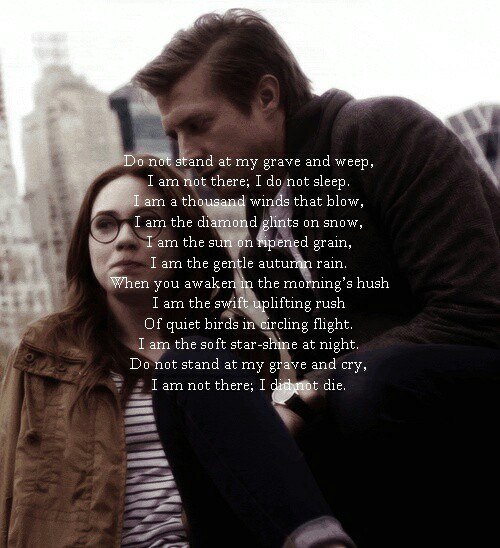 Do not stand at my grave and weep,
I am not there; I do not sleep.
I am a thousand winds that blow,
I am the diamond glints on snow,
I am the sun on ripened grain,
I am the gentle autumn rain.
When you awaken in the morning's hush
I am the swift uplifting rush
Of quiet birds in circling flight.
I am the soft star-shine at night.
Do not stand at my grave and cry,
I am not there; I did not die.